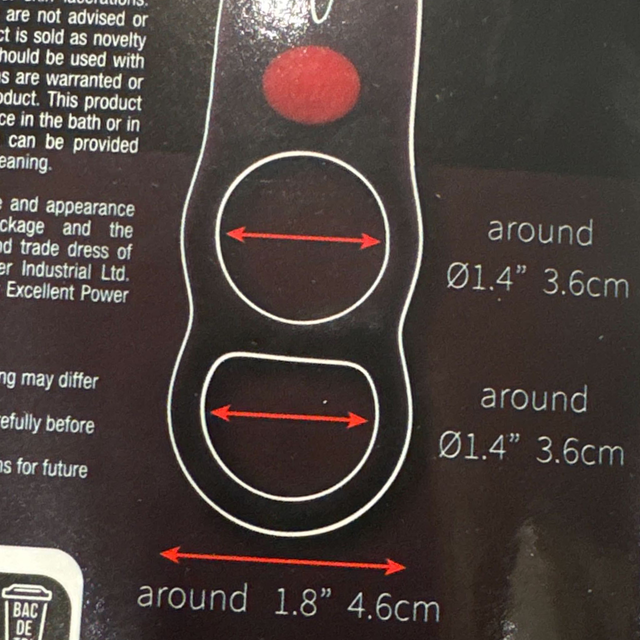 are not advised or
ct is sold as novelty
hould be used with
s are warranted or
oduct. This product
ce in the bath or in
can be provided
eaning.
e and appearance
ckage and the
nd trade dress of
er Industrial Ltd.
Excellent Power
ng may differ
efully before
s for future
around
Ø1.4” 3.6cm
around
Ø1.4” 3.6cm
around 1.8” 4.6cm
BAC
DE